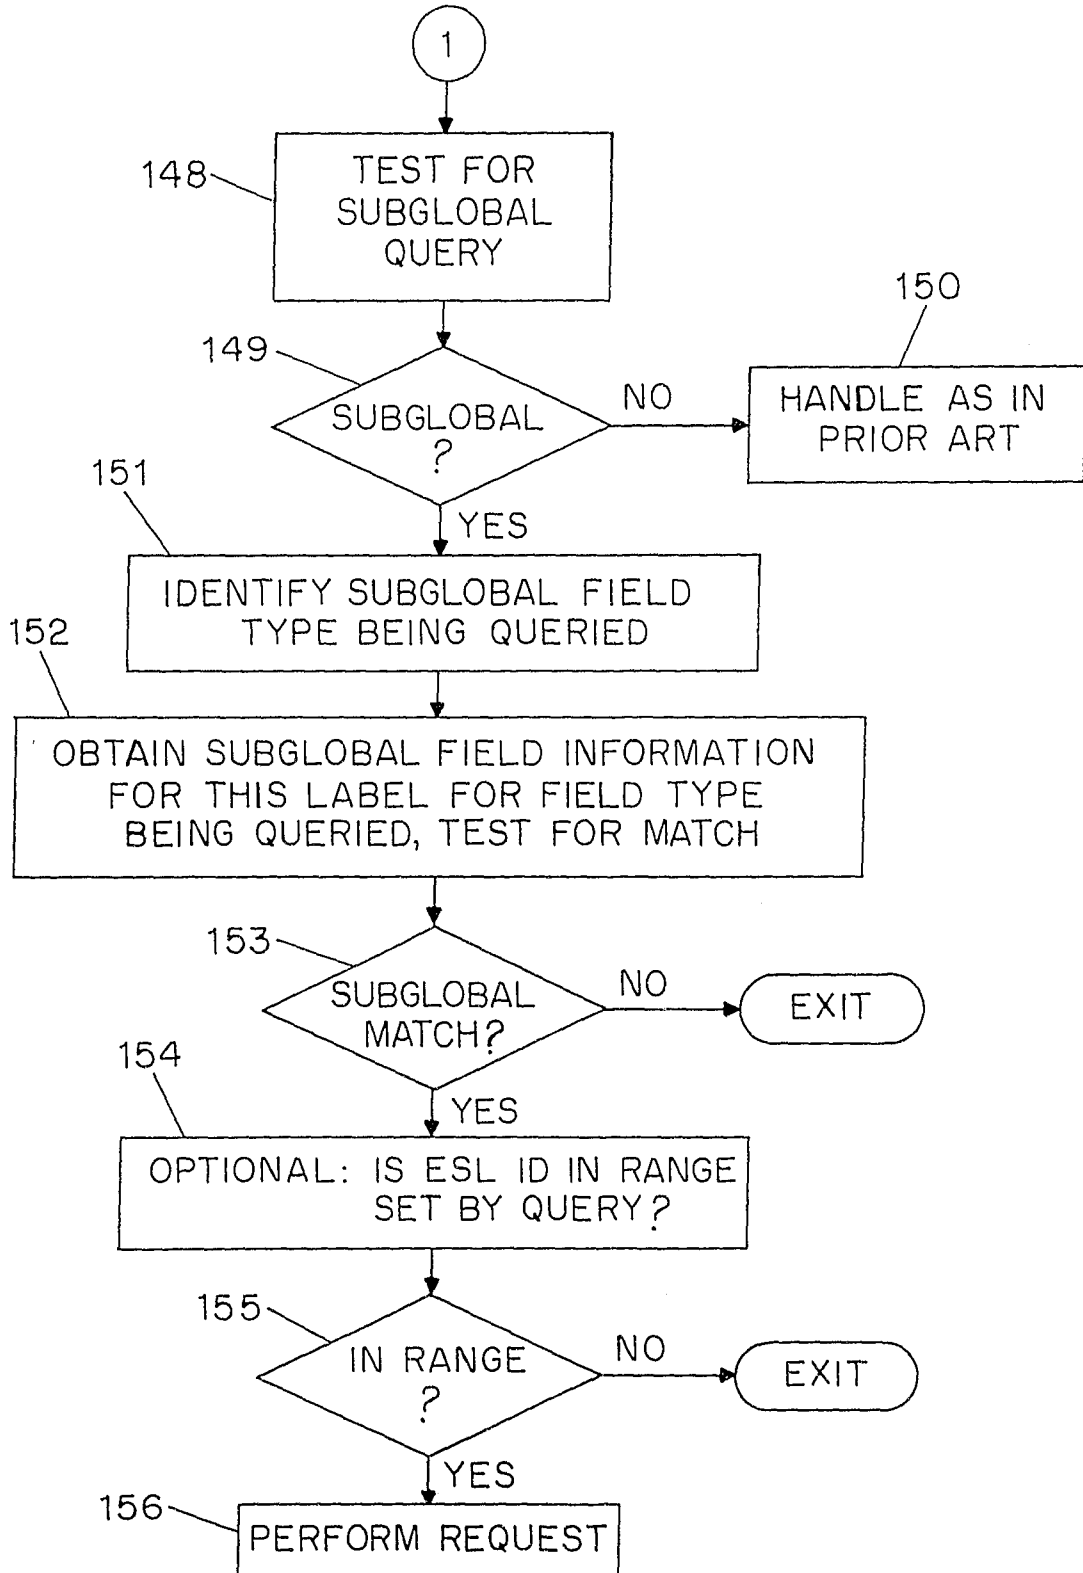 1
148
TEST FOR
SUBGLOBAL
QUERY
149
SUBGLOBAL
?
NO
150
HANDLE AS IN
PRIOR ART
YES
151
IDENTIFY SUBGLOBAL FIELD
TYPE BEING QUERIED
152
OBTAIN SUBGLOBAL FIELD INFORMATION
FOR THIS LABEL FOR FIELD TYPE
BEING QUERIED, TEST FOR MATCH
153
SUBGLOBAL
MATCH?
NO
EXIT
YES
154
OPTIONAL: IS ESL ID IN RANGE
SET BY QUERY?
155
IN RANGE
?
NO
EXIT
YES
156
PERFORM REQUEST